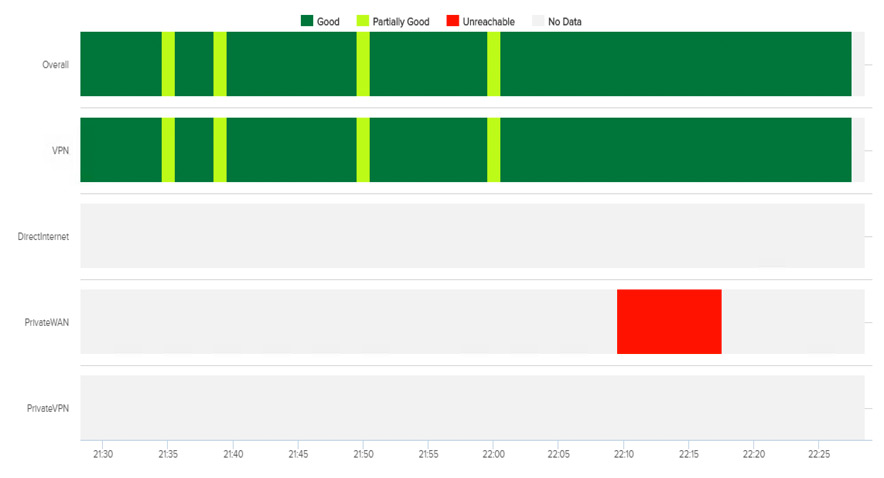 Good Partially Good Unreachable No Data
Overall
VPN
DirectInternet
PrivateWAN
PrivateVPN
21:30 21:35 21:40 21:45 21:50 21:55 22:00 22:05 22:10 22:15 22:20 22:25